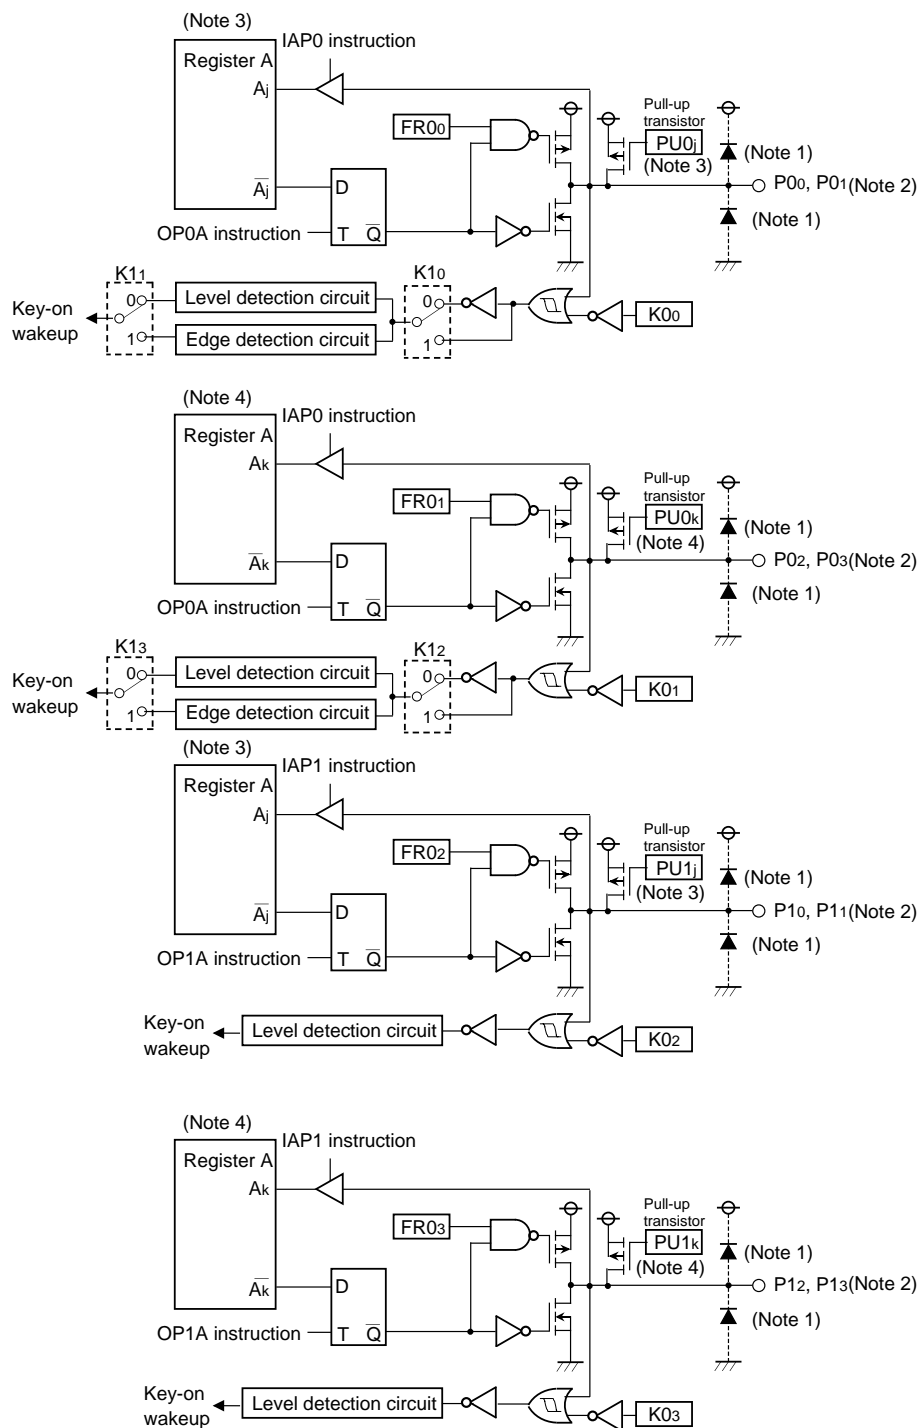 (Note 3)
IAP0 instruction
Register A
Aj
Pull-up
transistor
FR00
PU0j
(Note 3)
(Note 1)
Aj
D
P00, P01(Note 2)
(Note 1)
OP0A instruction
T Q
K11
K10
Key-on
wakeup
0
Level detection circuit
0
1
Edge detection circuit
1
K00
(Note 4)
IAP0 instruction
Register A
Ak
Pull-up
transistor
FR01
PU0k
(Note 4)
(Note 1)
Ak
D
P02, P03(Note 2)
(Note 1)
OP0A instruction
T Q
K13
K12
Key-on
wakeup
0
Level detection circuit
0
1
Edge detection circuit
1
K01
(Note 3)
IAP1 instruction
Register A
Aj
Pull-up
transistor
FR02
PU1j
(Note 3)
(Note 1)
Aj
D
P10, P11(Note 2)
(Note 1)
OP1A instruction
T Q
Key-on
wakeup
Level detection circuit
K02
(Note 4)
IAP1 instruction
Register A
Ak
Pull-up
transistor
FR03
PU1k
(Note 4)
(Note 1)
Ak
D
P12, P13(Note 2)
(Note 1)
OP1A instruction
T Q
Key-on
wakeup
Level detection circuit
K03